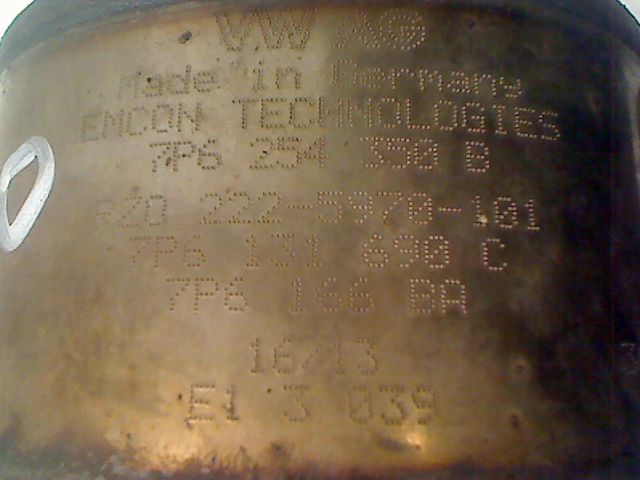 VW AG
Made in Germany
EMCON TECHNOLOGIES
7P6 254 350 B
RZO 222-5970-101
7P6 131 690 C
7P6 166 BA
16/13
E1 3 039